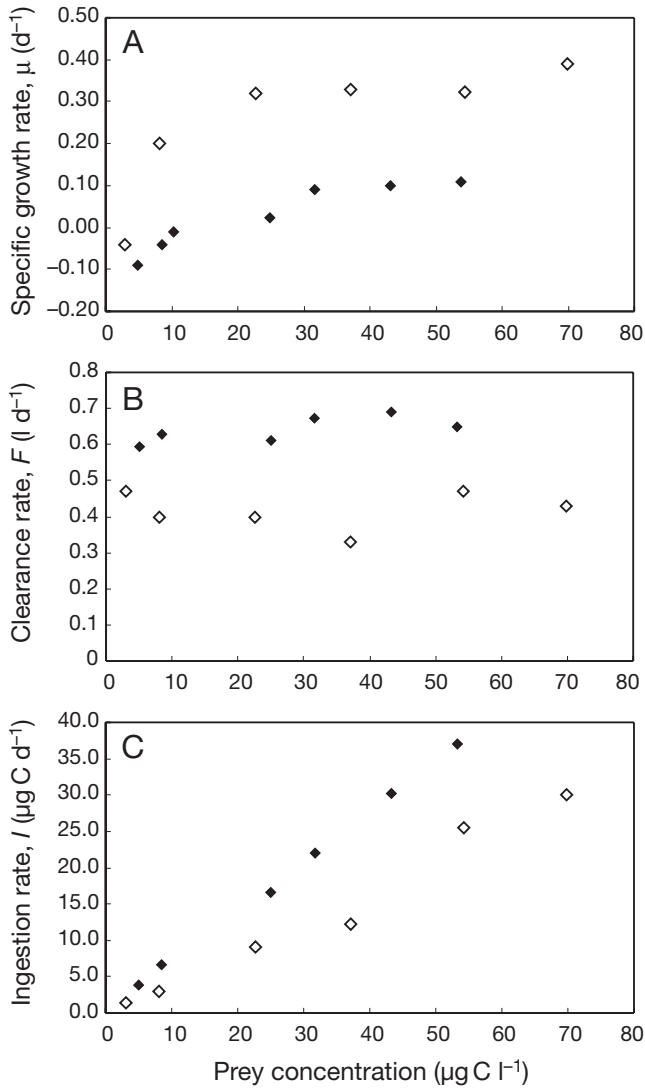 A
Specific growth rate, µ (d–1)
0.50
0.40
0.30
0.20
0.10
0.00
–0.10
–0.20
0 10 20 30 40 50 60 70 80
B
Clearance rate, F (l d–1)
0.8
0.7
0.6
0.5
0.4
0.3
0.2
0.1
0
0 10 20 30 40 50 60 70 80
C
Ingestion rate, I (µg C d–1)
40.0
35.0
30.0
25.0
20.0
15.0
10.0
5.0
0.0
0 10 20 30 40 50 60 70 80
Prey concentration (µg C l–1)